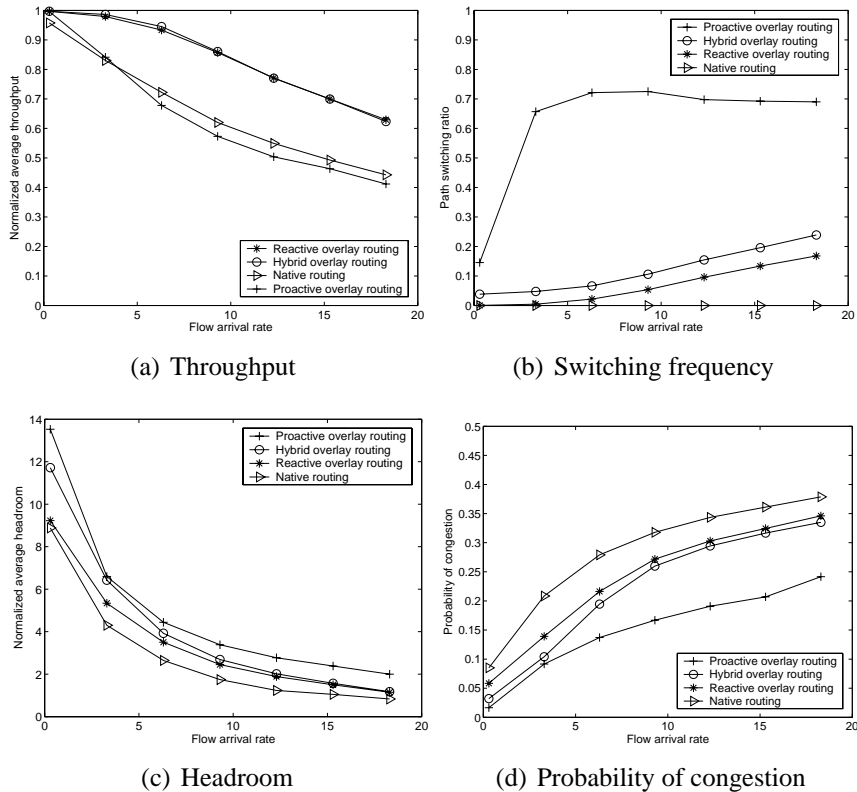 1
0.9
0.8
0.7
0.6
0.5
0.4
0.3
0.2
0.1
0
Normalized average throughput
Reactive overlay routing
Hybrid overlay routing
Native routing
Proactive overlay routing
0 5 10 15 20
Flow arrival rate
(a) Throughput
1
0.9
0.8
0.7
0.6
0.5
0.4
0.3
0.2
0.1
0
Path switching ratio
Proactive overlay routing
Hybrid overlay routing
Reactive overlay routing
Native routing
0 5 10 15 20
Flow arrival rate
(b) Switching frequency
14
12
10
8
6
4
2
0
Normalized average headroom
Proactive overlay routing
Hybrid overlay routing
Reactive overlay routing
Native routing
0 5 10 15 20
Flow arrival rate
(c) Headroom
0.5
0.45
0.4
0.35
0.3
0.25
0.2
0.15
0.1
0.05
0
Probability of congestion
Proactive overlay routing
Hybrid overlay routing
Reactive overlay routing
Native routing
0 5 10 15 20
Flow arrival rate
(d) Probability of congestion